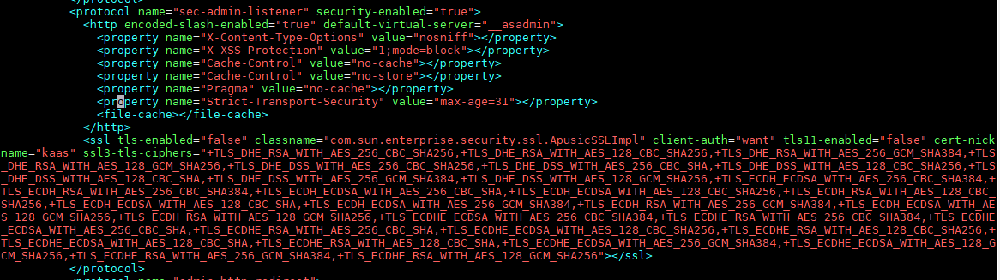 </protocol>
<protocol name="sec-admin-listener" security-enabled="true">
<http encoded-slash-enabled="true" default-virtual-server="__asadmin">
<property name="X-Content-Type-Options" value="nosniff"></property>
<property name="X-XSS-Protection" value="1;mode=block"></property>
<property name="Cache-Control" value="no-cache"></property>
<property name="Cache-Control" value="no-store"></property>
<property name="Pragma" value="no-cache"></property>
<property name="Strict-Transport-Security" value="max-age=31"></property>
<file-cache></file-cache>
</http>
<ssl tls-enabled="false" classname="com.sun.enterprise.security.ssl.ApusicSSLImpl" client-auth="want" tls11-enabled="false" cert-nick
name="kaas" ssl3-tls-ciphers="+TLS_DHE_RSA_WITH_AES_256_CBC_SHA256,+TLS_DHE_RSA_WITH_AES_128_CBC_SHA256,+TLS_DHE_RSA_WITH_AES_256_GCM_SHA384,+TLS
_DHE_RSA_WITH_AES_128_GCM_SHA256,+TLS_DHE_DSS_WITH_AES_256_CBC_SHA256,+TLS_DHE_DSS_WITH_AES_256_CBC_SHA,+TLS_DHE_DSS_WITH_AES_128_CBC_SHA256,+TLS
_DHE_DSS_WITH_AES_128_CBC_SHA,+TLS_DHE_DSS_WITH_AES_256_GCM_SHA384,+TLS_DHE_DSS_WITH_AES_128_GCM_SHA256,+TLS_ECDH_ECDSA_WITH_AES_256_CBC_SHA384,+
TLS_ECDH_RSA_WITH_AES_256_CBC_SHA384,+TLS_ECDH_ECDSA_WITH_AES_256_CBC_SHA,+TLS_ECDH_ECDSA_WITH_AES_128_CBC_SHA256,+TLS_ECDH_RSA_WITH_AES_128_CBC_
SHA256,+TLS_ECDH_ECDSA_WITH_AES_128_CBC_SHA,+TLS_ECDH_ECDSA_WITH_AES_256_GCM_SHA384,+TLS_ECDH_RSA_WITH_AES_256_GCM_SHA384,+TLS_ECDH_ECDSA_WITH_AE
S_128_GCM_SHA256,+TLS_ECDH_RSA_WITH_AES_128_GCM_SHA256,+TLS_ECDHE_ECDSA_WITH_AES_256_CBC_SHA384,+TLS_ECDHE_RSA_WITH_AES_256_CBC_SHA384,+TLS_ECDHE
_ECDSA_WITH_AES_256_CBC_SHA,+TLS_ECDHE_RSA_WITH_AES_256_CBC_SHA,+TLS_ECDHE_ECDSA_WITH_AES_128_CBC_SHA256,+TLS_ECDHE_RSA_WITH_AES_128_CBC_SHA256,+
TLS_ECDHE_ECDSA_WITH_AES_128_CBC_SHA,+TLS_ECDHE_RSA_WITH_AES_128_CBC_SHA,+TLS_ECDHE_ECDSA_WITH_AES_256_GCM_SHA384,+TLS_ECDHE_ECDSA_WITH_AES_128_G
CM_SHA256,+TLS_ECDHE_RSA_WITH_AES_256_GCM_SHA384,+TLS_ECDHE_RSA_WITH_AES_128_GCM_SHA256"></ssl>
</protocol>
<protocol name="admin-http-redirect">